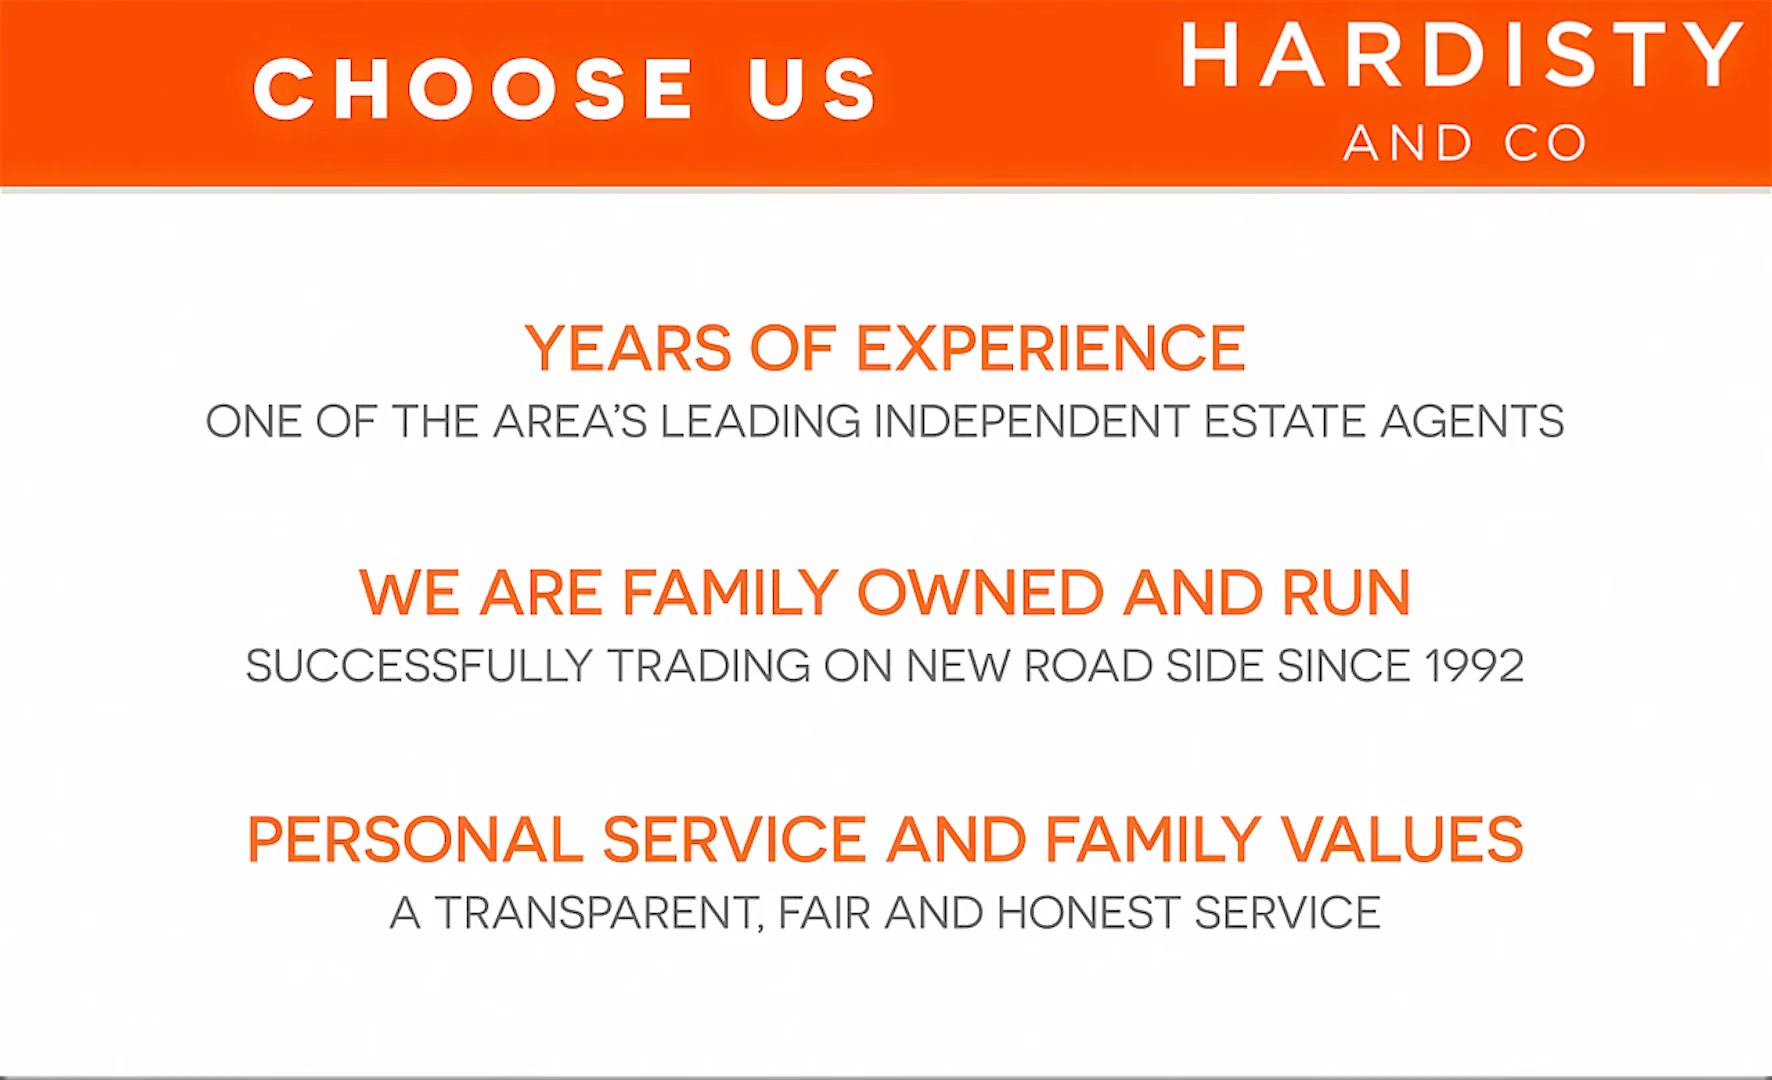 CHOOSE US
HARDISTY
AND CO
YEARS OF EXPERIENCE
ONE OF THE AREA’S LEADING INDEPENDENT ESTATE AGENTS
WE ARE FAMILY OWNED AND RUN
SUCCESSFULLY TRADING ON NEW ROAD SIDE SINCE 1992
PERSONAL SERVICE AND FAMILY VALUES
A TRANSPARENT, FAIR AND HONEST SERVICE